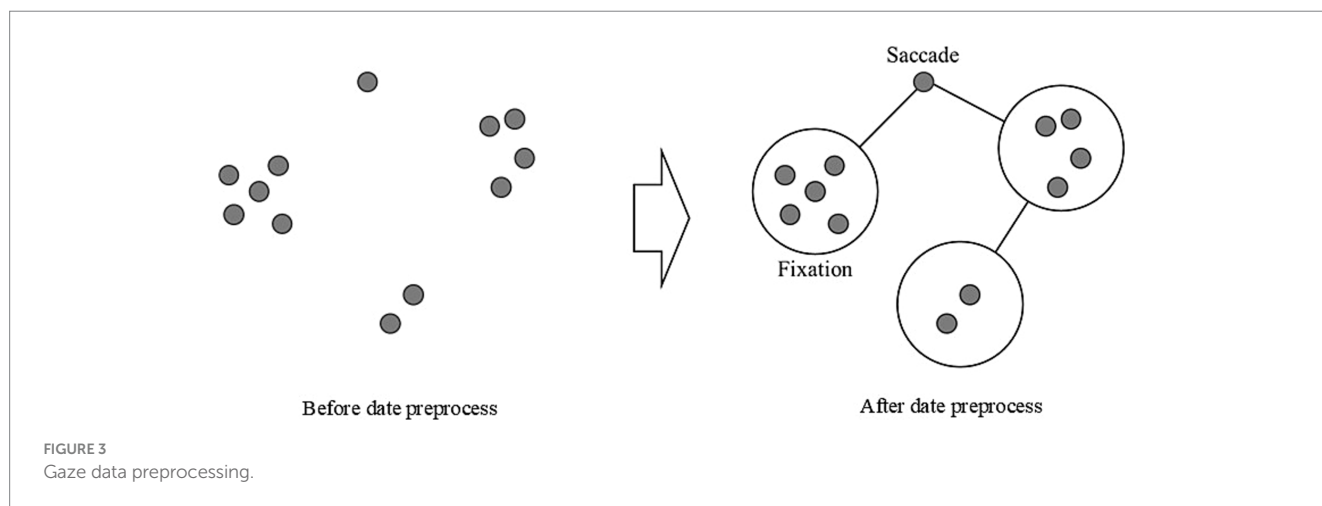 Saccade
Fixation
Before date preprocess
After date preprocess
FIGURE 3
Gaze data preprocessing.